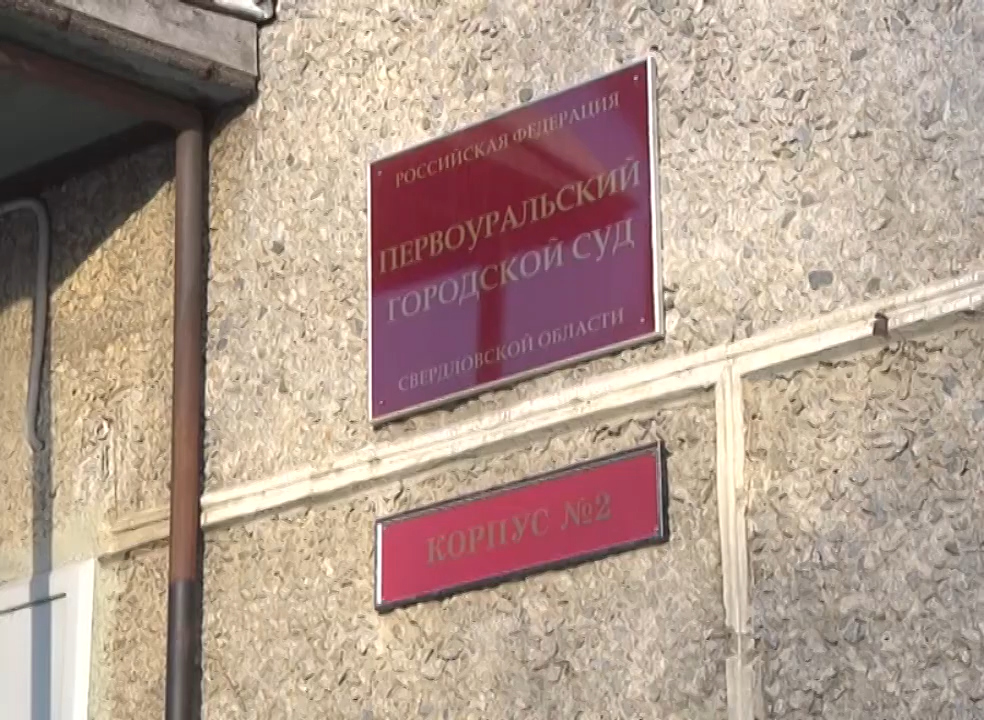 РОССИЙСКАЯ ФЕДЕРАЦИЯ
ПЕРВОУРАЛЬСКИЙ
ГОРОДСКОЙ СУД
СВЕРДЛОВСКОЙ ОБЛАСТИ
КОРПУС №2